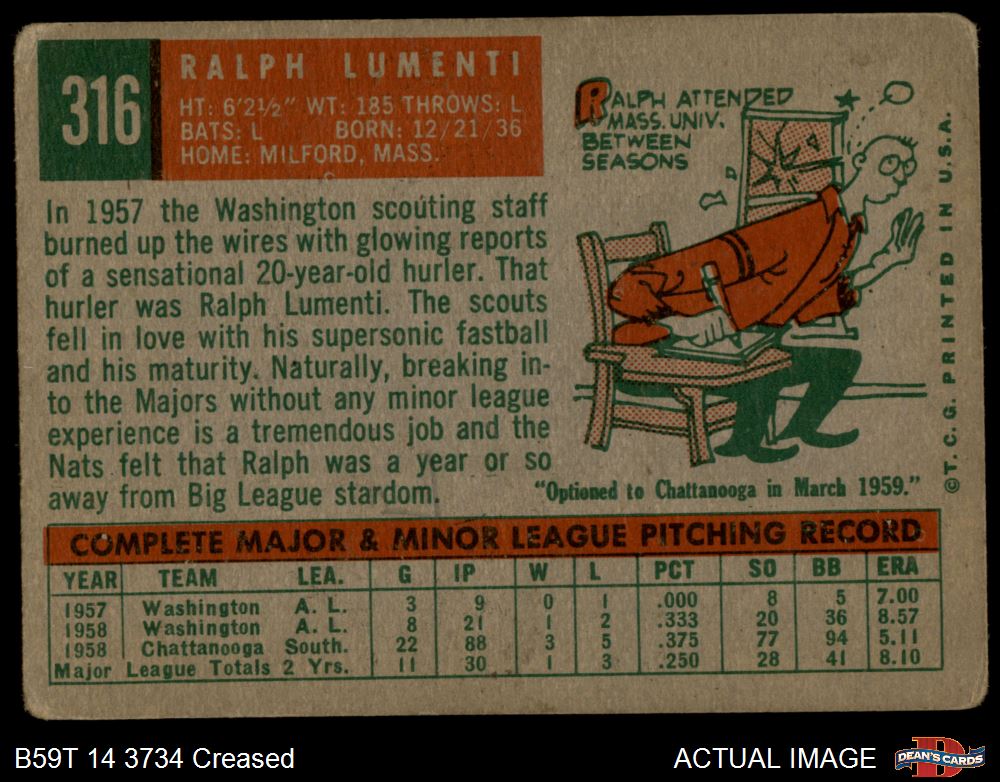 316
RALPH LUMENTI
HT: 6'2½" WT: 185 THROWS: L
BATS: L BORN: 12/21/36
HOME: MILFORD, MASS.
In 1957 the Washington scouting staff
burned up the wires with glowing reports
of a sensational 20-year-old hurler. That
hurler was Ralph Lumenti. The scouts
fell in love with his supersonic fastball
and his maturity. Naturally, breaking in-
to the Majors without any minor league
experience is a tremendous job and the
Nats felt that Ralph was a year or so
away from Big League stardom.
RALPH ATTENDED
MASS. UNIV.
BETWEEN
SEASONS
"Optioned to Chattanooga in March 1959."
©T.C.G. PRINTED IN U.S.A.
COMPLETE MAJOR & MINOR LEAGUE PITCHING RECORD
YEAR TEAM LEA. G IP W L PCT SO BB ERA
1957 Washington A. L. 3 9 0 1 .000 8 5 7.00
1958 Washington A. L. 8 21 1 2 .333 20 36 8.57
1958 Chattanooga South. 22 88 3 5 .375 77 94 5.11
Major League Totals 2 Yrs. 11 30 1 3 .250 28 41 8.10
B59T 14 3734 Creased
ACTUAL IMAGE
D
DEAN'S CARDS